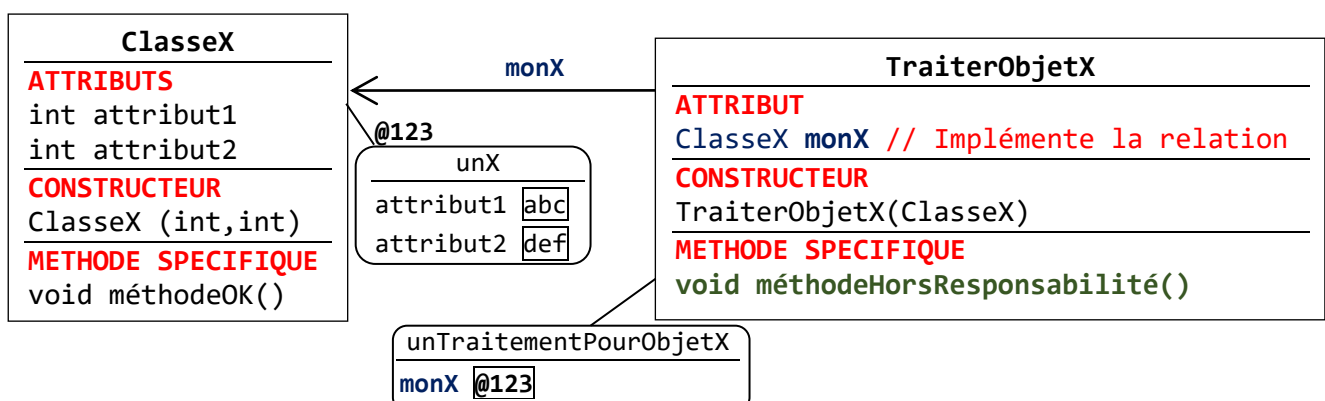 ClasseX
ATTRIBUTS
int attribut1
int attribut2
CONSTRUCTEUR
ClasseX (int,int)
METHODE SPECIFIQUE
void méthodeOK()
monX
@123
unX
attribut1 abc
attribut2 def
TraiterObjetX
ATTRIBUT
ClasseX monX // Implémente la relation
CONSTRUCTEUR
TraiterObjetX(ClasseX)
METHODE SPECIFIQUE
void méthodeHorsResponsabilité()
unTraitementPourObjetX
monX @123